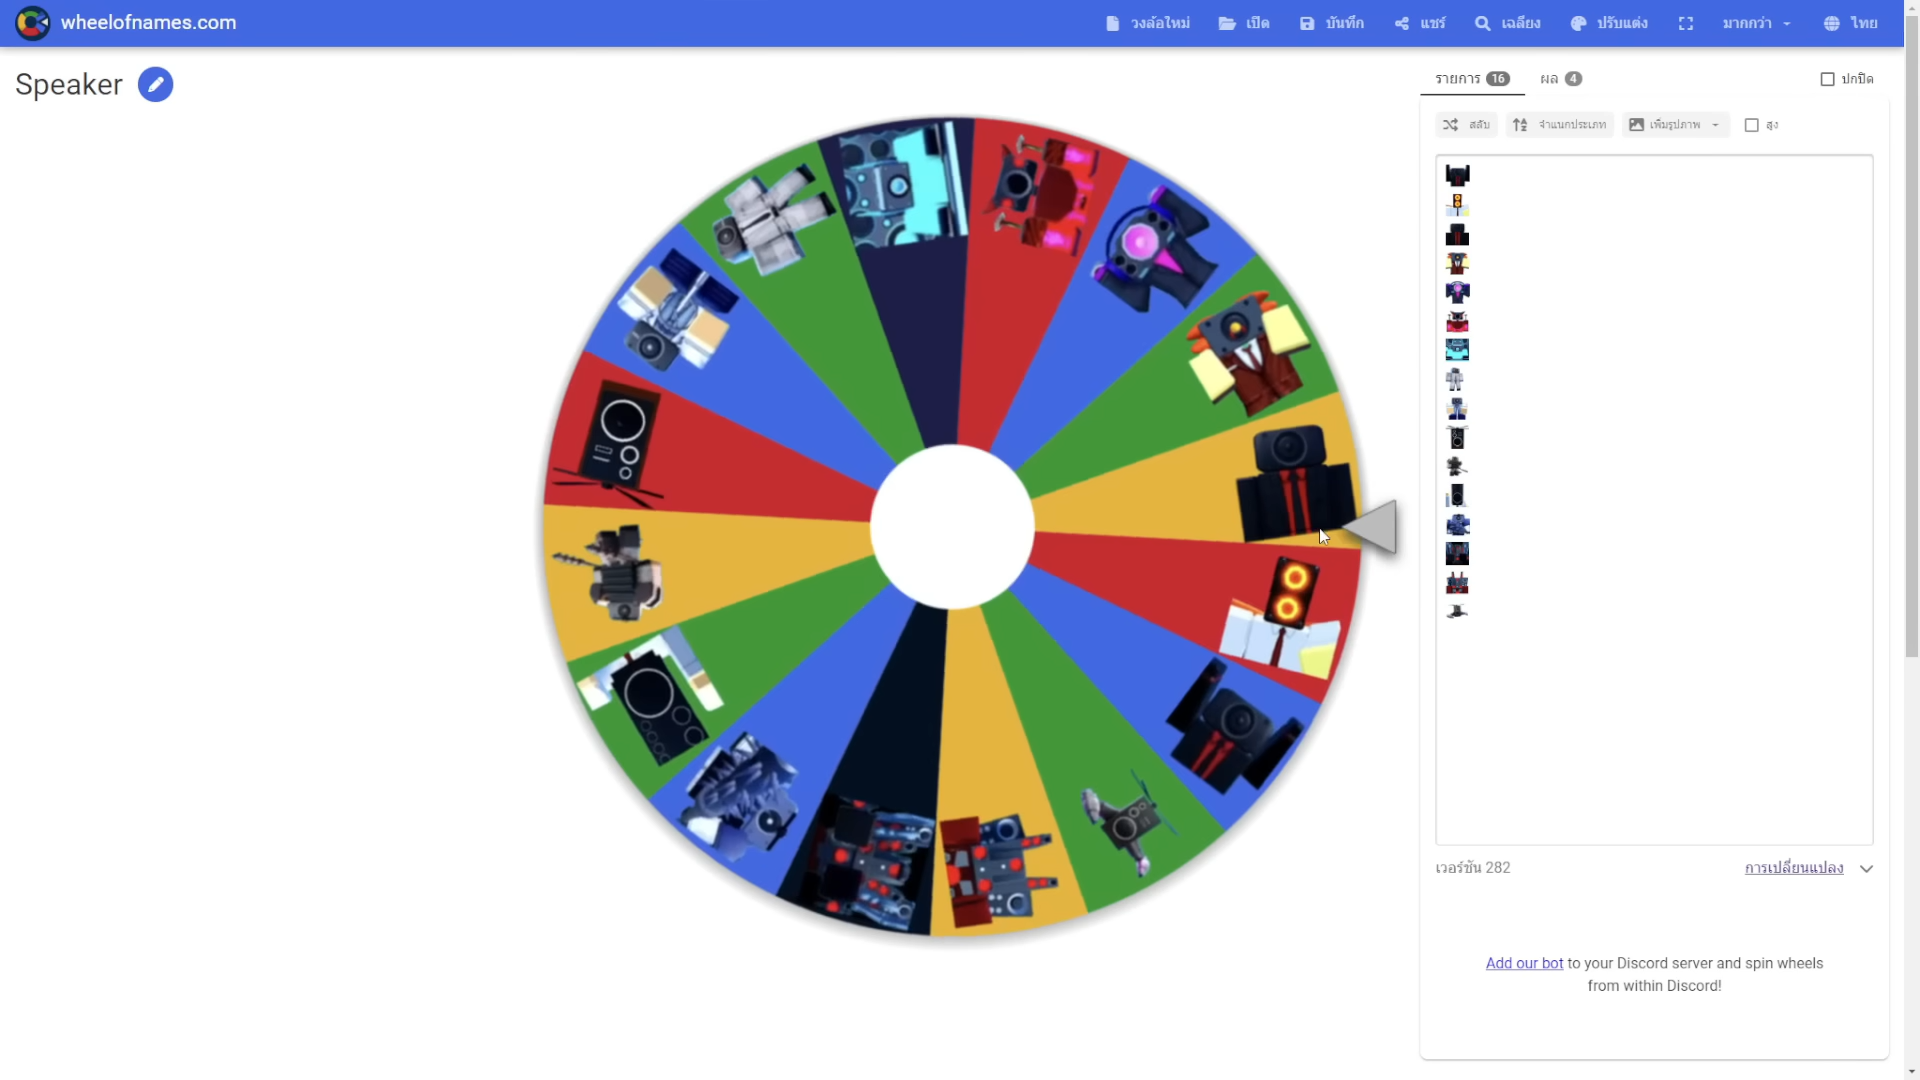 wheelofnames.com
วงล้อใหม่
เปิด
บันทึก
แชร์
เฉลียง
ปรับแต่ง
มากกว่า
ไทย
Speaker
รายการ 16
ผล 4
ปกปิด
สลับ
จำแนกประเภท
เพิ่มรูปภาพ
สูง
เวอร์ชัน 282
การเปลี่ยนแปลง
Add our bot to your Discord server and spin wheels
from within Discord!